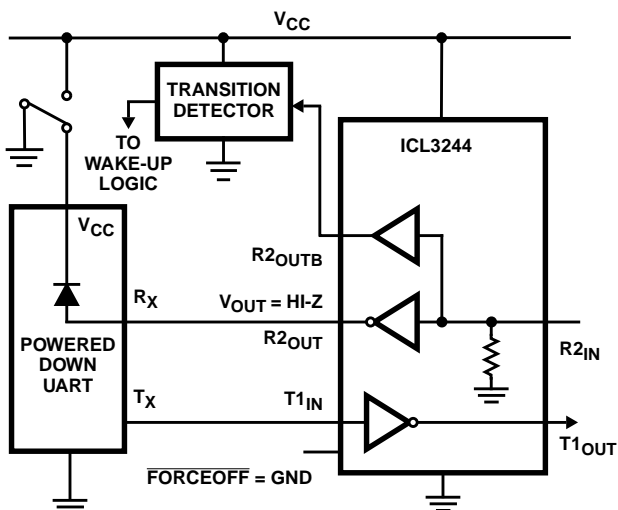 VCC
TRANSITION
DETECTOR
TO
WAKE-UP
LOGIC
ICL3244
VCC
R2OUTB
RX
VOUT = HI-Z
R2OUT
R2IN
POWERED
DOWN
UART
TX
T1IN
T1OUT
FORCEOFF = GND